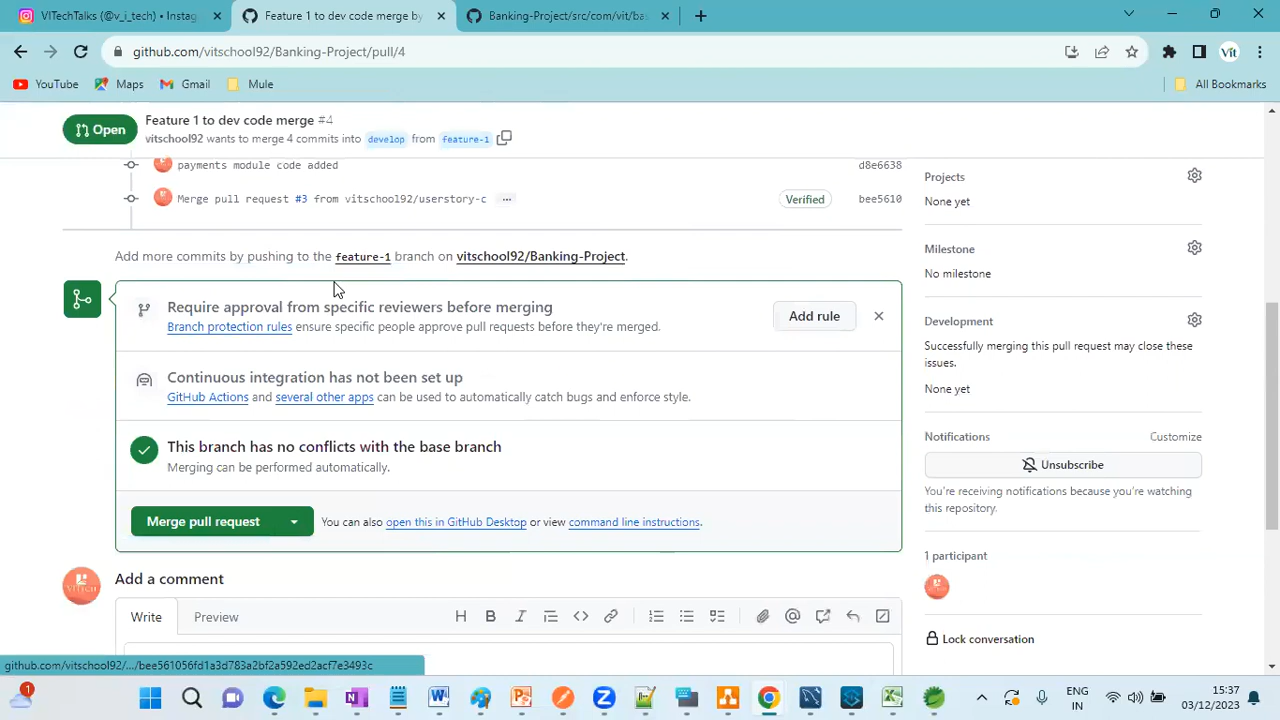 VITechTalks (@v_i_tech) • Instag
Feature 1 to dev code merge by
Banking-Project/src/com/vit/bas
github.com/vitschool92/Banking-Project/pull/4
Vit
YouTube
Maps
Gmail
Mule
All Bookmarks
Open
Feature 1 to dev code merge #4
vitschool92 wants to merge 4 commits into develop from feature-1
payments module code added
d8e6638
Merge pull request #3 from vitschool92/userstory-c ...
Verified
bee5610
Add more commits by pushing to the feature-1 branch on vitschool92/Banking-Project.
Require approval from specific reviewers before merging
Branch protection rules ensure specific people approve pull requests before they're merged.
Add rule
Continuous integration has not been set up
GitHub Actions and several other apps can be used to automatically catch bugs and enforce style.
This branch has no conflicts with the base branch
Merging can be performed automatically.
Merge pull request
You can also open this in GitHub Desktop or view command line instructions.
VITECH
Add a comment
Write
Preview
Projects
None yet
Milestone
No milestone
Development
Successfully merging this pull request may close these
issues.
None yet
Notifications
Customize
Unsubscribe
You're receiving notifications because you're watching
this repository.
1 participant
Lock conversation
github.com/vitschool92/.../bee561056fd1a3d783a2bf2a592ed2acf7e3493c
1
ENG
IN
15:37
03/12/2023